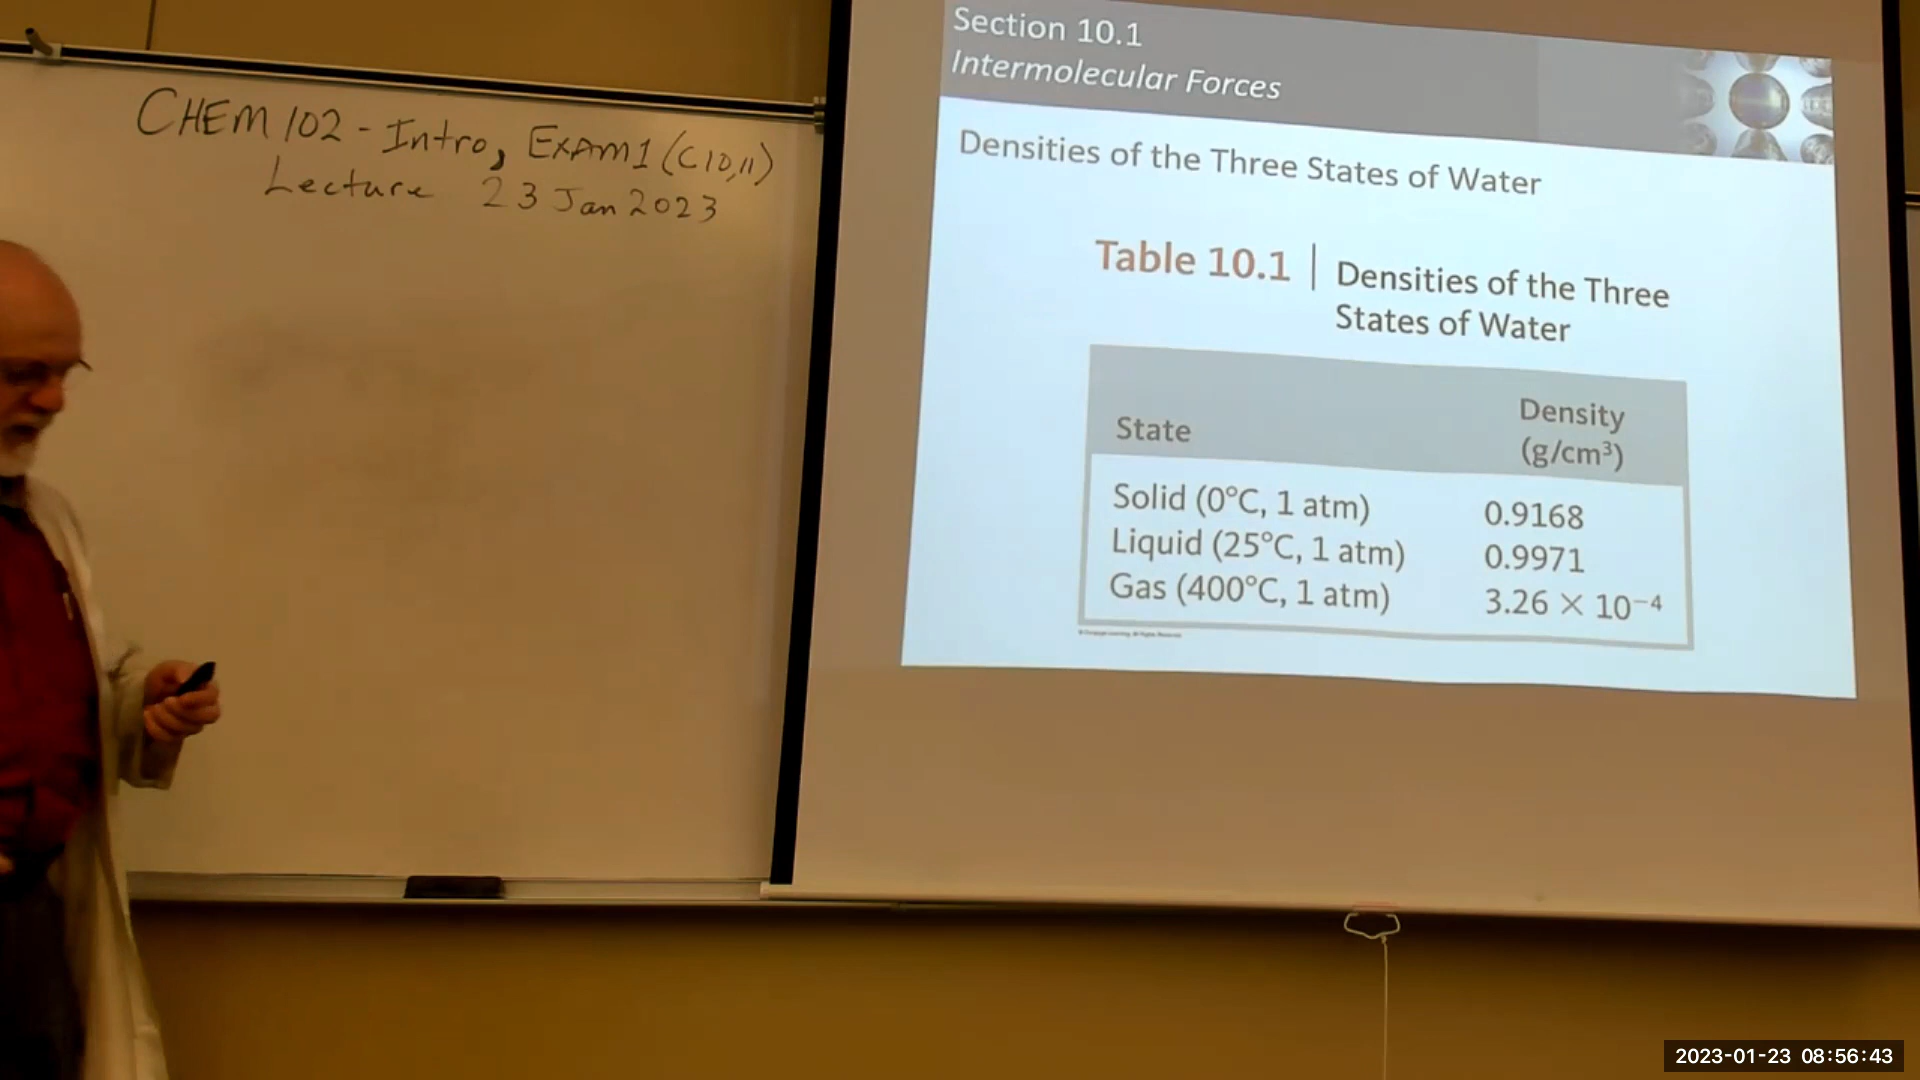 CHEM 102 - Intro, EXAM1 (C10,11)
Lecture 23 Jan 2023
Section 10.1
Intermolecular Forces
Densities of the Three States of Water
Table 10.1 | Densities of the Three
States of Water
State Density
(g/cm³)
Solid (0°C, 1 atm) 0.9168
Liquid (25°C, 1 atm) 0.9971
Gas (400°C, 1 atm) 3.26 × 10⁻⁴
2023-01-23 08:56:43